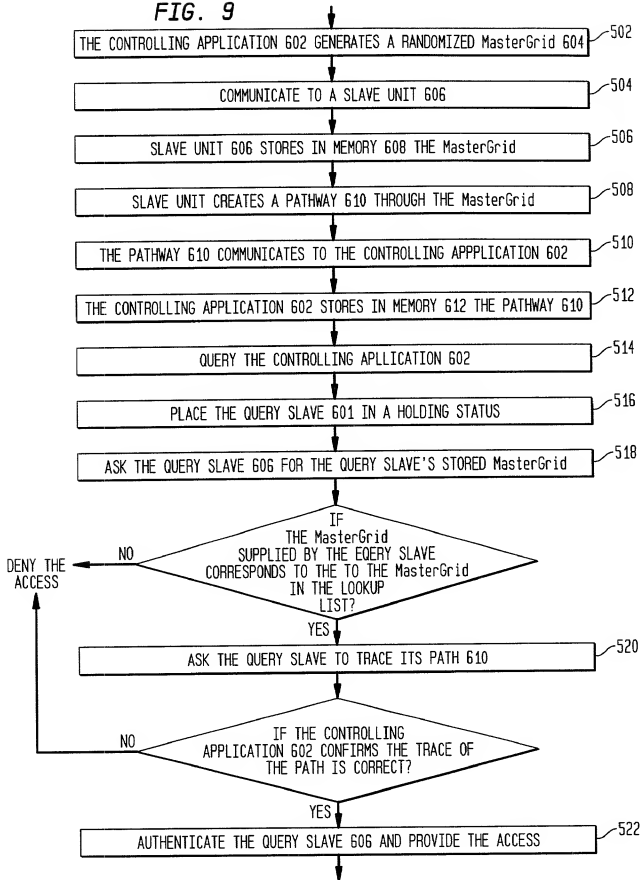 FIG. 9
THE CONTROLLING APPLICATION 602 GENERATES A RANDOMIZED MasterGrid 604
502
COMMUNICATE TO A SLAVE UNIT 606
504
SLAVE UNIT 606 STORES IN MEMORY 608 THE MasterGrid
506
SLAVE UNIT CREATES A PATHWAY 610 THROUGH THE MasterGrid
508
THE PATHWAY 610 COMMUNICATES TO THE CONTROLLING APPPLICATION 602
510
THE CONTROLLING APPLICATION 602 STORES IN MEMORY 612 THE PATHWAY 610
512
QUERY THE CONTROLLING APLLICATION 602
514
PLACE THE QUERY SLAVE 601 IN A HOLDING STATUS
516
ASK THE QUERY SLAVE 606 FOR THE QUERY SLAVE'S STORED MasterGrid
518
IF
THE MasterGrid
SUPPLIED BY THE EQERY SLAVE
CORRESPONDS TO THE TO THE MasterGrid
IN THE LOOKUP
LIST?
NO
DENY THE
ACCESS
YES
ASK THE QUERY SLAVE TO TRACE ITS PATH 610
520
IF THE CONTROLLING
APPLICATION 602 CONFIRMS THE TRACE OF
THE PATH IS CORRECT?
NO
YES
AUTHENTICATE THE QUERY SLAVE 606 AND PROVIDE THE ACCESS
522